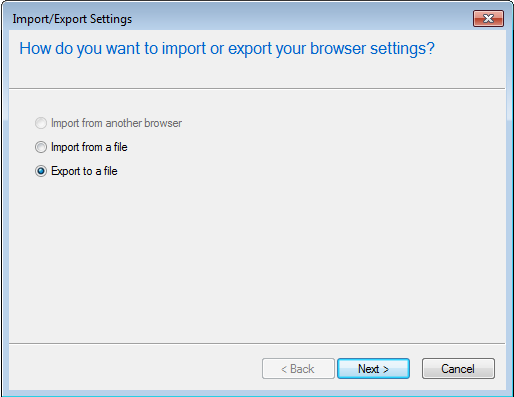 Import/Export Settings
How do you want to import or export your browser settings?
Import from another browser
Import from a file
Export to a file
< Back
Next >
Cancel